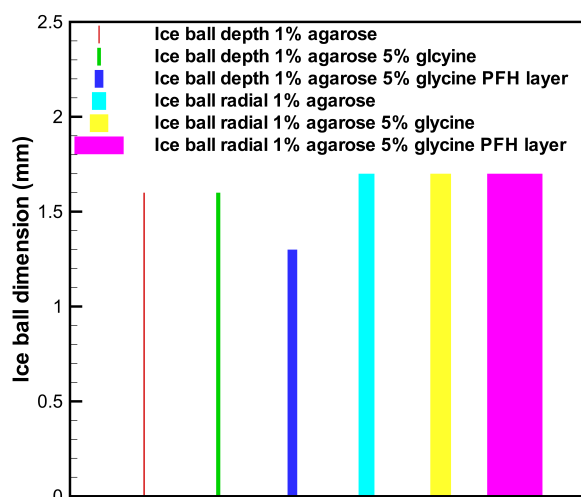 2.5
Ice ball depth 1% agarose
Ice ball depth 1% agarose 5% glcyine
Ice ball depth 1% agarose 5% glycine PFH layer
Ice ball radial 1% agarose
Ice ball radial 1% agarose 5% glycine
Ice ball radial 1% agarose 5% glycine PFH layer
2
1.5
1
0.5
0
Ice ball dimension (mm)